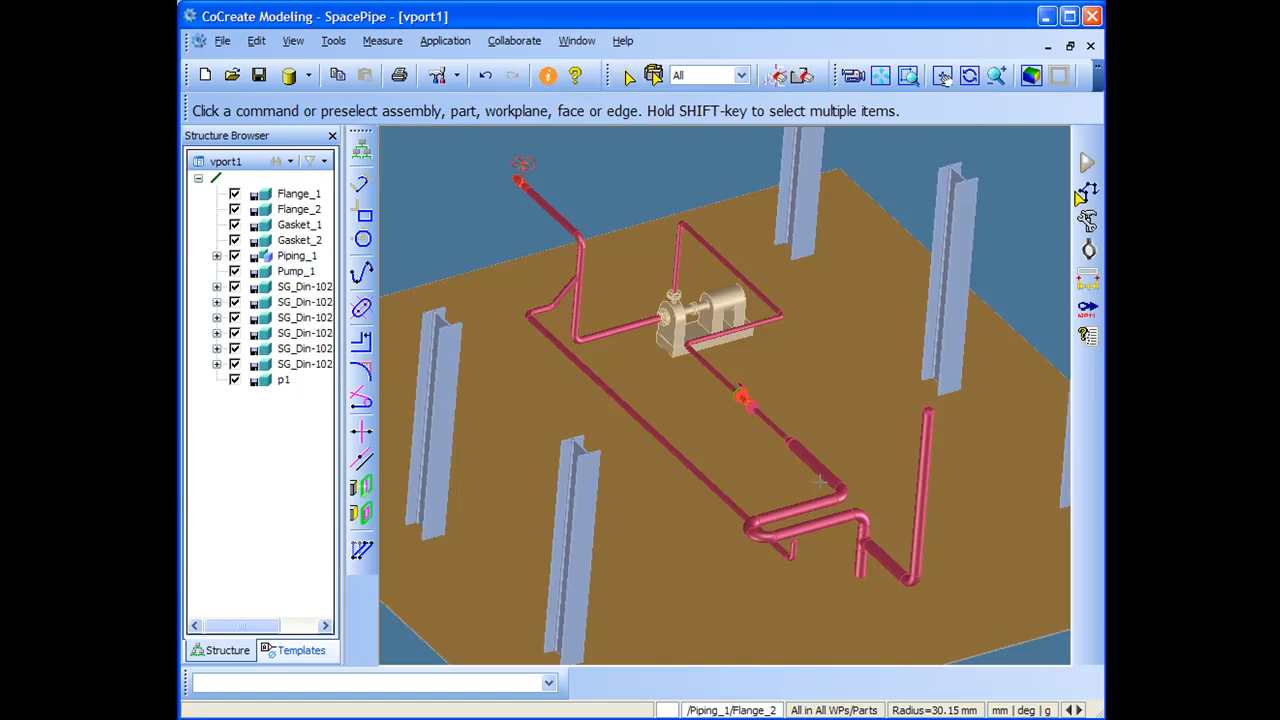 CoCreate Modeling - SpacePipe - [vport1]
File Edit View Tools Measure Application Collaborate Window Help
All
Click a command or preselect assembly, part, workplane, face or edge. Hold SHIFT-key to select multiple items.
Structure Browser
vport1
Flange_1
Flange_2
Gasket_1
Gasket_2
Piping_1
Pump_1
SG_Din-102
SG_Din-102
SG_Din-102
SG_Din-102
SG_Din-102
SG_Din-102
p1
Structure Templates
/Piping_1/Flange_2 All in All WPs/Parts Radius=30.15 mm mm | deg | g